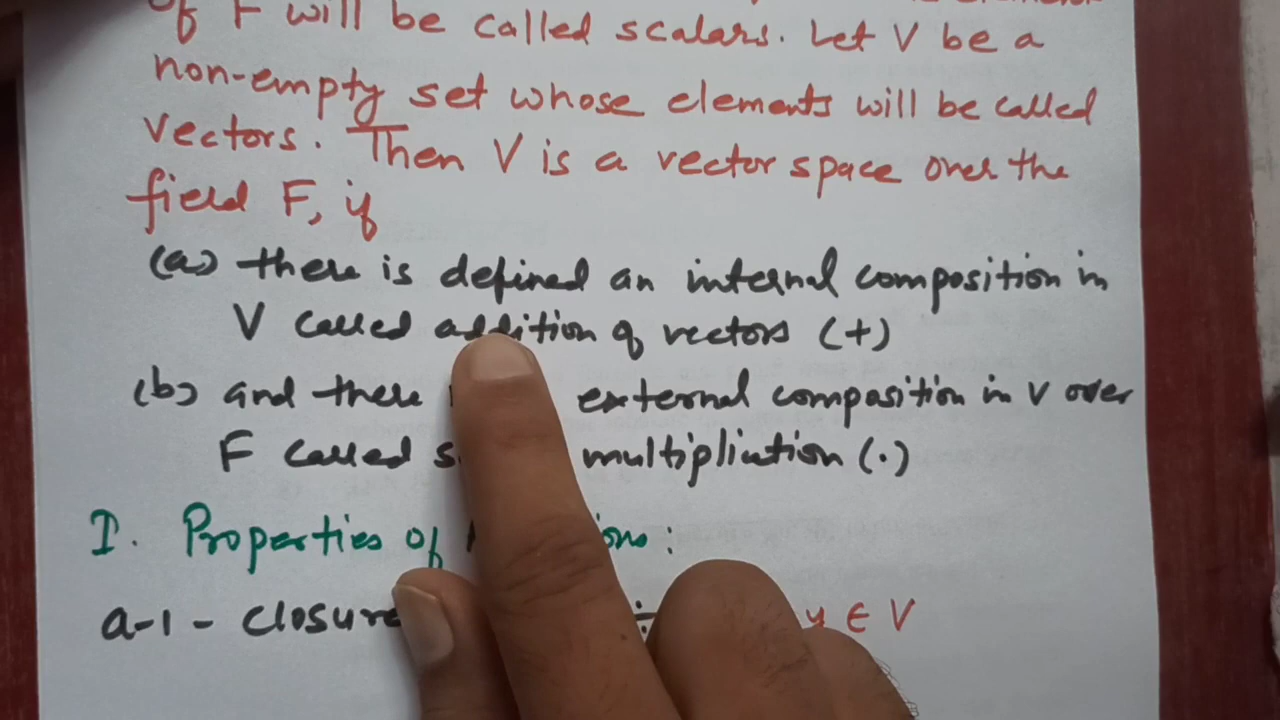 of F will be called scalars. Let V be a
non-empty set whose elements will be called
vectors. Then V is a vector space over the
field F, if
(a) there is defined an internal composition in
V called addition of vectors (+)
(b) and there external composition in V over
F called multipliction (.)
I. Properties of
a-1 - closure y ∈ V